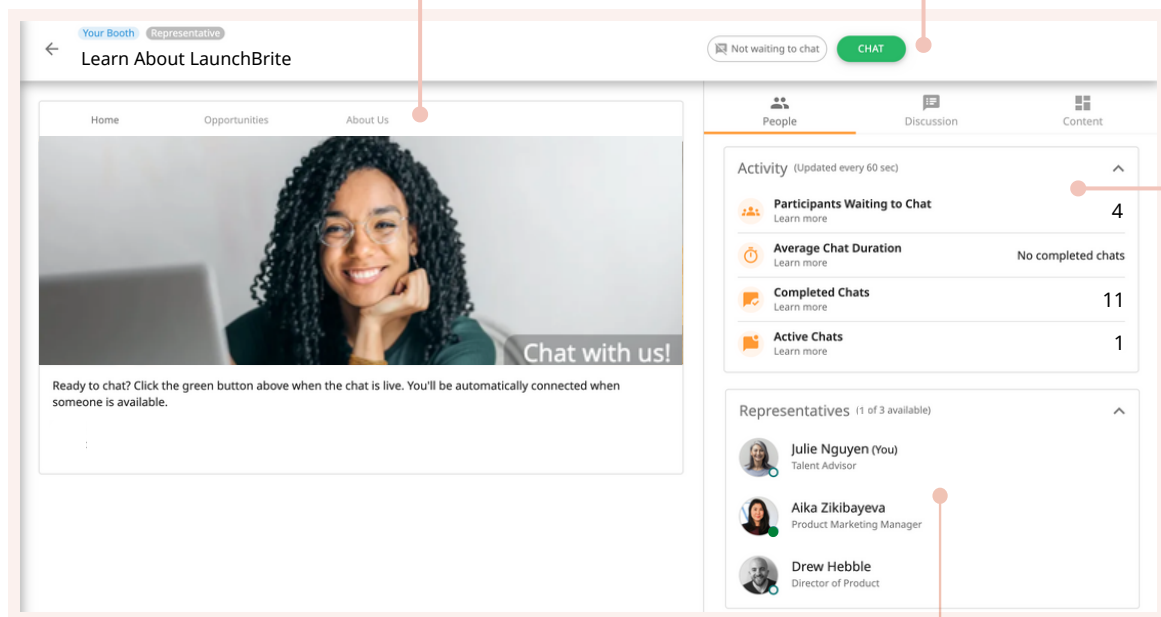 Your Booth Representative
Learn About LaunchBrite
Not waiting to chat CHAT
Home Opportunities About Us
Chat with us!
Ready to chat? Click the green button above when the chat is live. You'll be automatically connected when
someone is available.
People Discussion Content
Activity (Updated every 60 sec)
Participants Waiting to Chat
Learn more
4
Average Chat Duration
Learn more
No completed chats
Completed Chats
Learn more
11
Active Chats
Learn more
1
Representatives (1 of 3 available)
Julie Nguyen (You)
Talent Advisor
Aika Zikibayeva
Product Marketing Manager
Drew Hebble
Director of Product